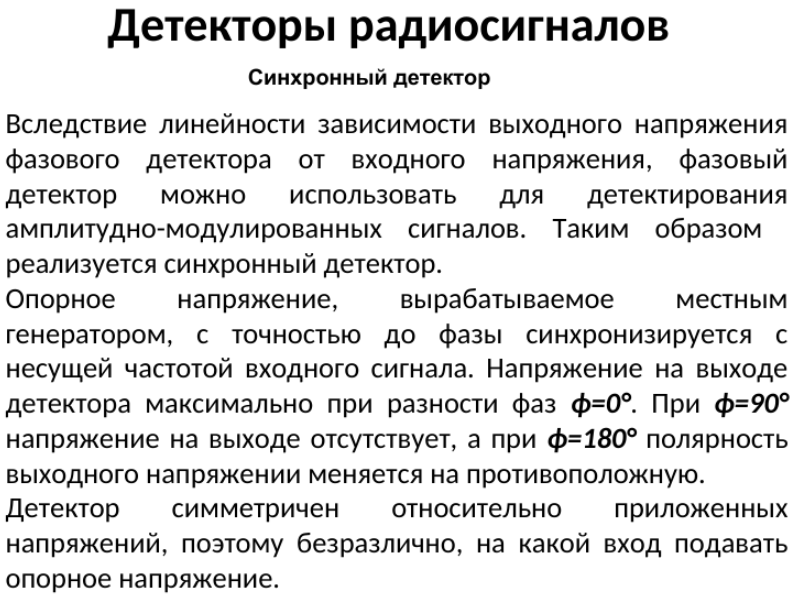 Детекторы радиосигналов
Синхронный детектор
Вследствие линейности зависимости выходного напряжения
фазового детектора от входного напряжения, фазовый
детектор можно использовать для детектирования
амплитудно-модулированных сигналов. Таким образом
реализуется синхронный детектор.
Опорное напряжение, вырабатываемое местным
генератором, с точностью до фазы синхронизируется с
несущей частотой входного сигнала. Напряжение на выходе
детектора максимально при разности фаз ф=0°. При ф=90°
напряжение на выходе отсутствует, а при ф=180° полярность
выходного напряжении меняется на противоположную.
Детектор симметричен относительно приложенных
напряжений, поэтому безразлично, на какой вход подавать
опорное напряжение.